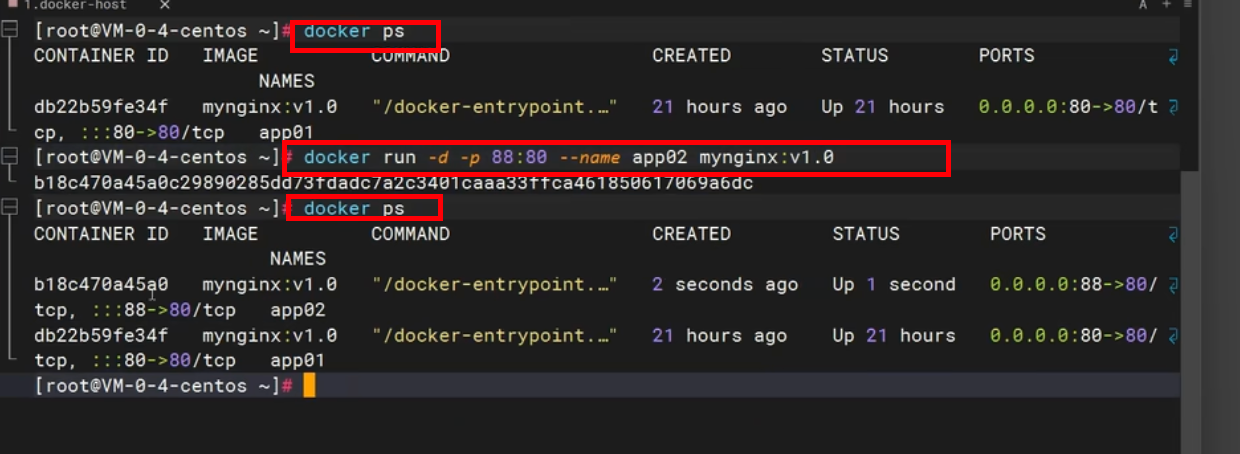 1.docker-host × A + ≡
[root@VM-0-4-centos ~]# docker ps
CONTAINER ID IMAGE COMMAND CREATED STATUS PORTS
NAMES
db22b59fe34f mynginx:v1.0 "/docker-entrypoint.…" 21 hours ago Up 21 hours 0.0.0.0:80->80/t
cp, :::80->80/tcp app01
[root@VM-0-4-centos ~]# docker run -d -p 88:80 --name app02 mynginx:v1.0
b18c470a45a0c29890285dd73fdadc7a2c3401caaa33ffca461850617069a6dc
[root@VM-0-4-centos ~]# docker ps
CONTAINER ID IMAGE COMMAND CREATED STATUS PORTS
NAMES
b18c470a45a0 mynginx:v1.0 "/docker-entrypoint.…" 2 seconds ago Up 1 second 0.0.0.0:88->80/
tcp, :::88->80/tcp app02
db22b59fe34f mynginx:v1.0 "/docker-entrypoint.…" 21 hours ago Up 21 hours 0.0.0.0:80->80/
tcp, :::80->80/tcp app01
[root@VM-0-4-centos ~]#